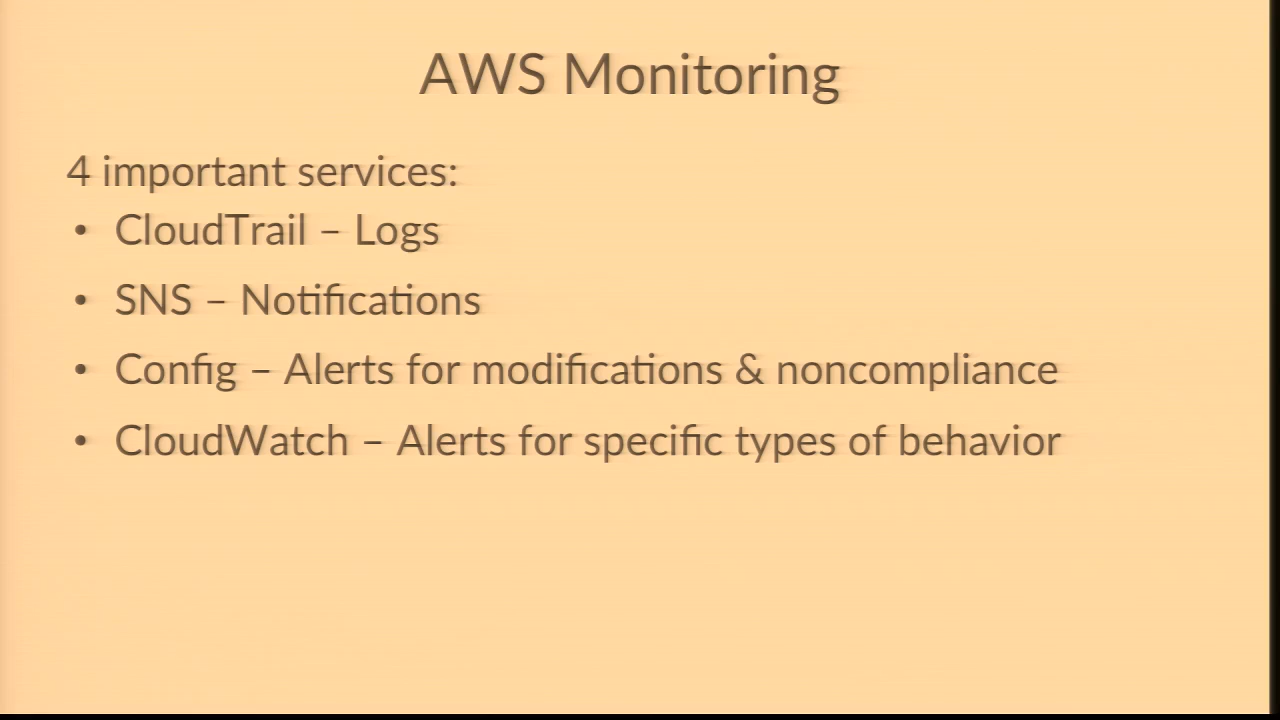 AWS Monitoring
4 important services:
• CloudTrail – Logs
• SNS – Notifications
• Config – Alerts for modifications & noncompliance
• CloudWatch – Alerts for specific types of behavior